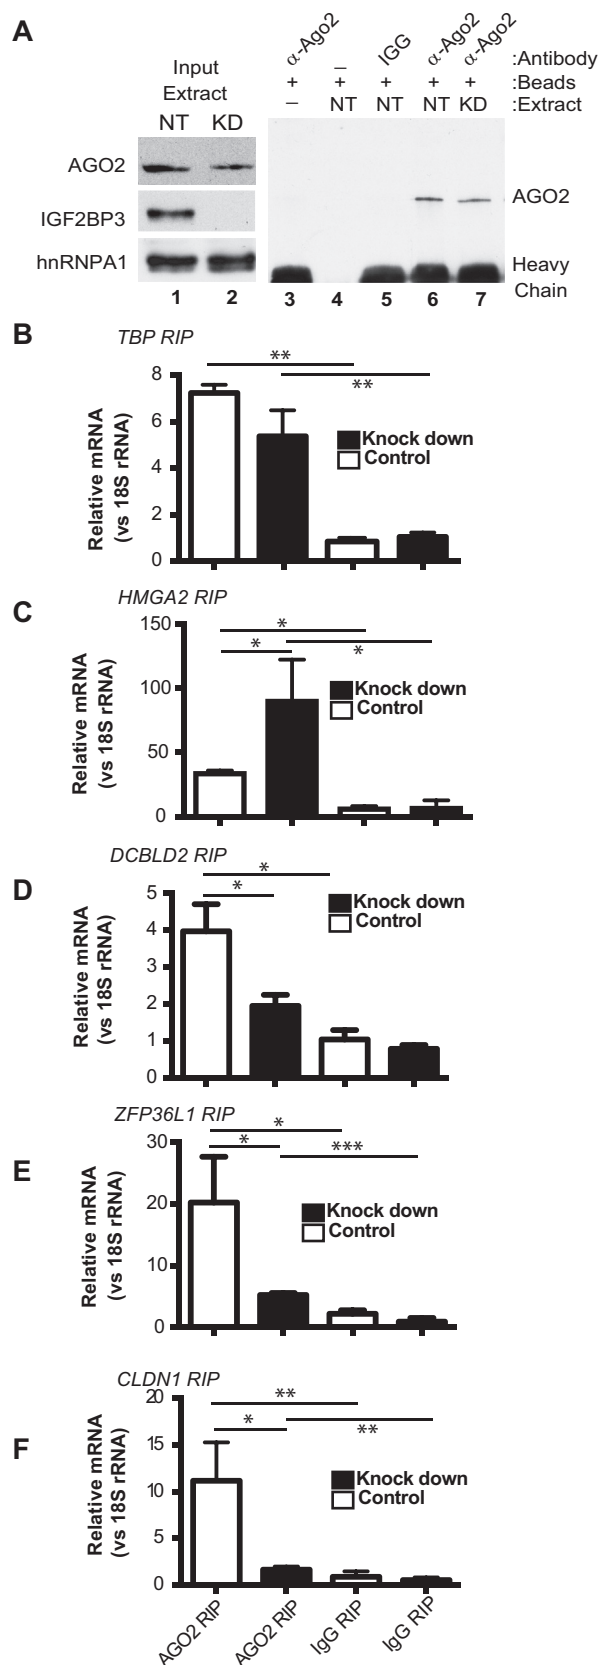 A
α-Ago2
–
IGG
α-Ago2
α-Ago2
:Antibody
+ + + + + :Beads
– NT NT NT KD :Extract
Input
Extract
NT KD
AGO2
IGF2BP3
hnRNPA1
AGO2
Heavy
Chain
1 2 3 4 5 6 7
B
TBP RIP
**
**
Relative mRNA
(vs 18S rRNA)
8
6
4
2
0
Knock down
Control
C
HMGA2 RIP
*
*
*
Relative mRNA
(vs 18S rRNA)
150
100
50
0
Knock down
Control
D
DCBLD2 RIP
*
*
Relative mRNA
(vs 18S rRNA)
5
4
3
2
1
0
Knock down
Control
E
ZFP36L1 RIP
*
*
***
Relative mRNA
(vs 18S rRNA)
30
20
10
0
Knock down
Control
F
CLDN1 RIP
**
*
**
Relative mRNA
(vs 18S rRNA)
20
15
10
5
0
Knock down
Control
AGO2 RIP
AGO2 RIP
IgG RIP
IgG RIP